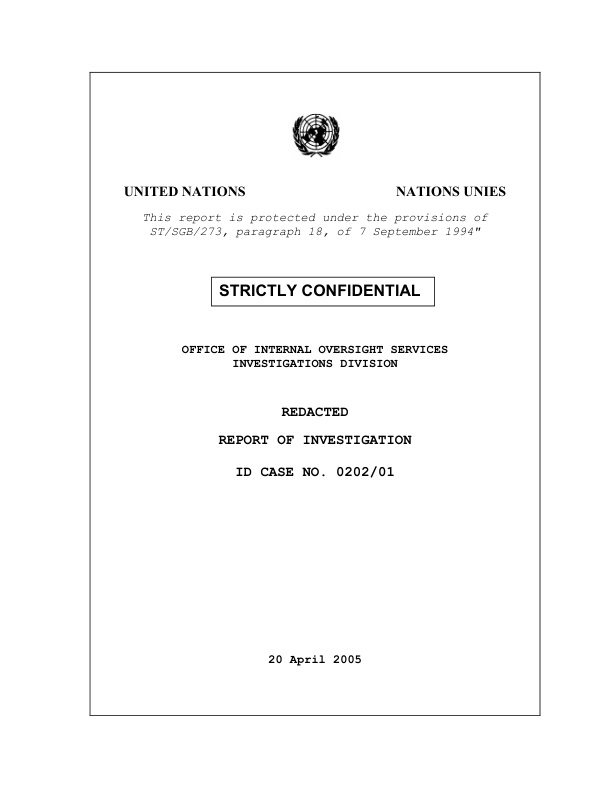 UNITED NATIONS NATIONS UNIES
This report is protected under the provisions of
ST/SGB/273, paragraph 18, of 7 September 1994"
STRICTLY CONFIDENTIAL
OFFICE OF INTERNAL OVERSIGHT SERVICES
INVESTIGATIONS DIVISION
REDACTED
REPORT OF INVESTIGATION
ID CASE NO. 0202/01
20 April 2005